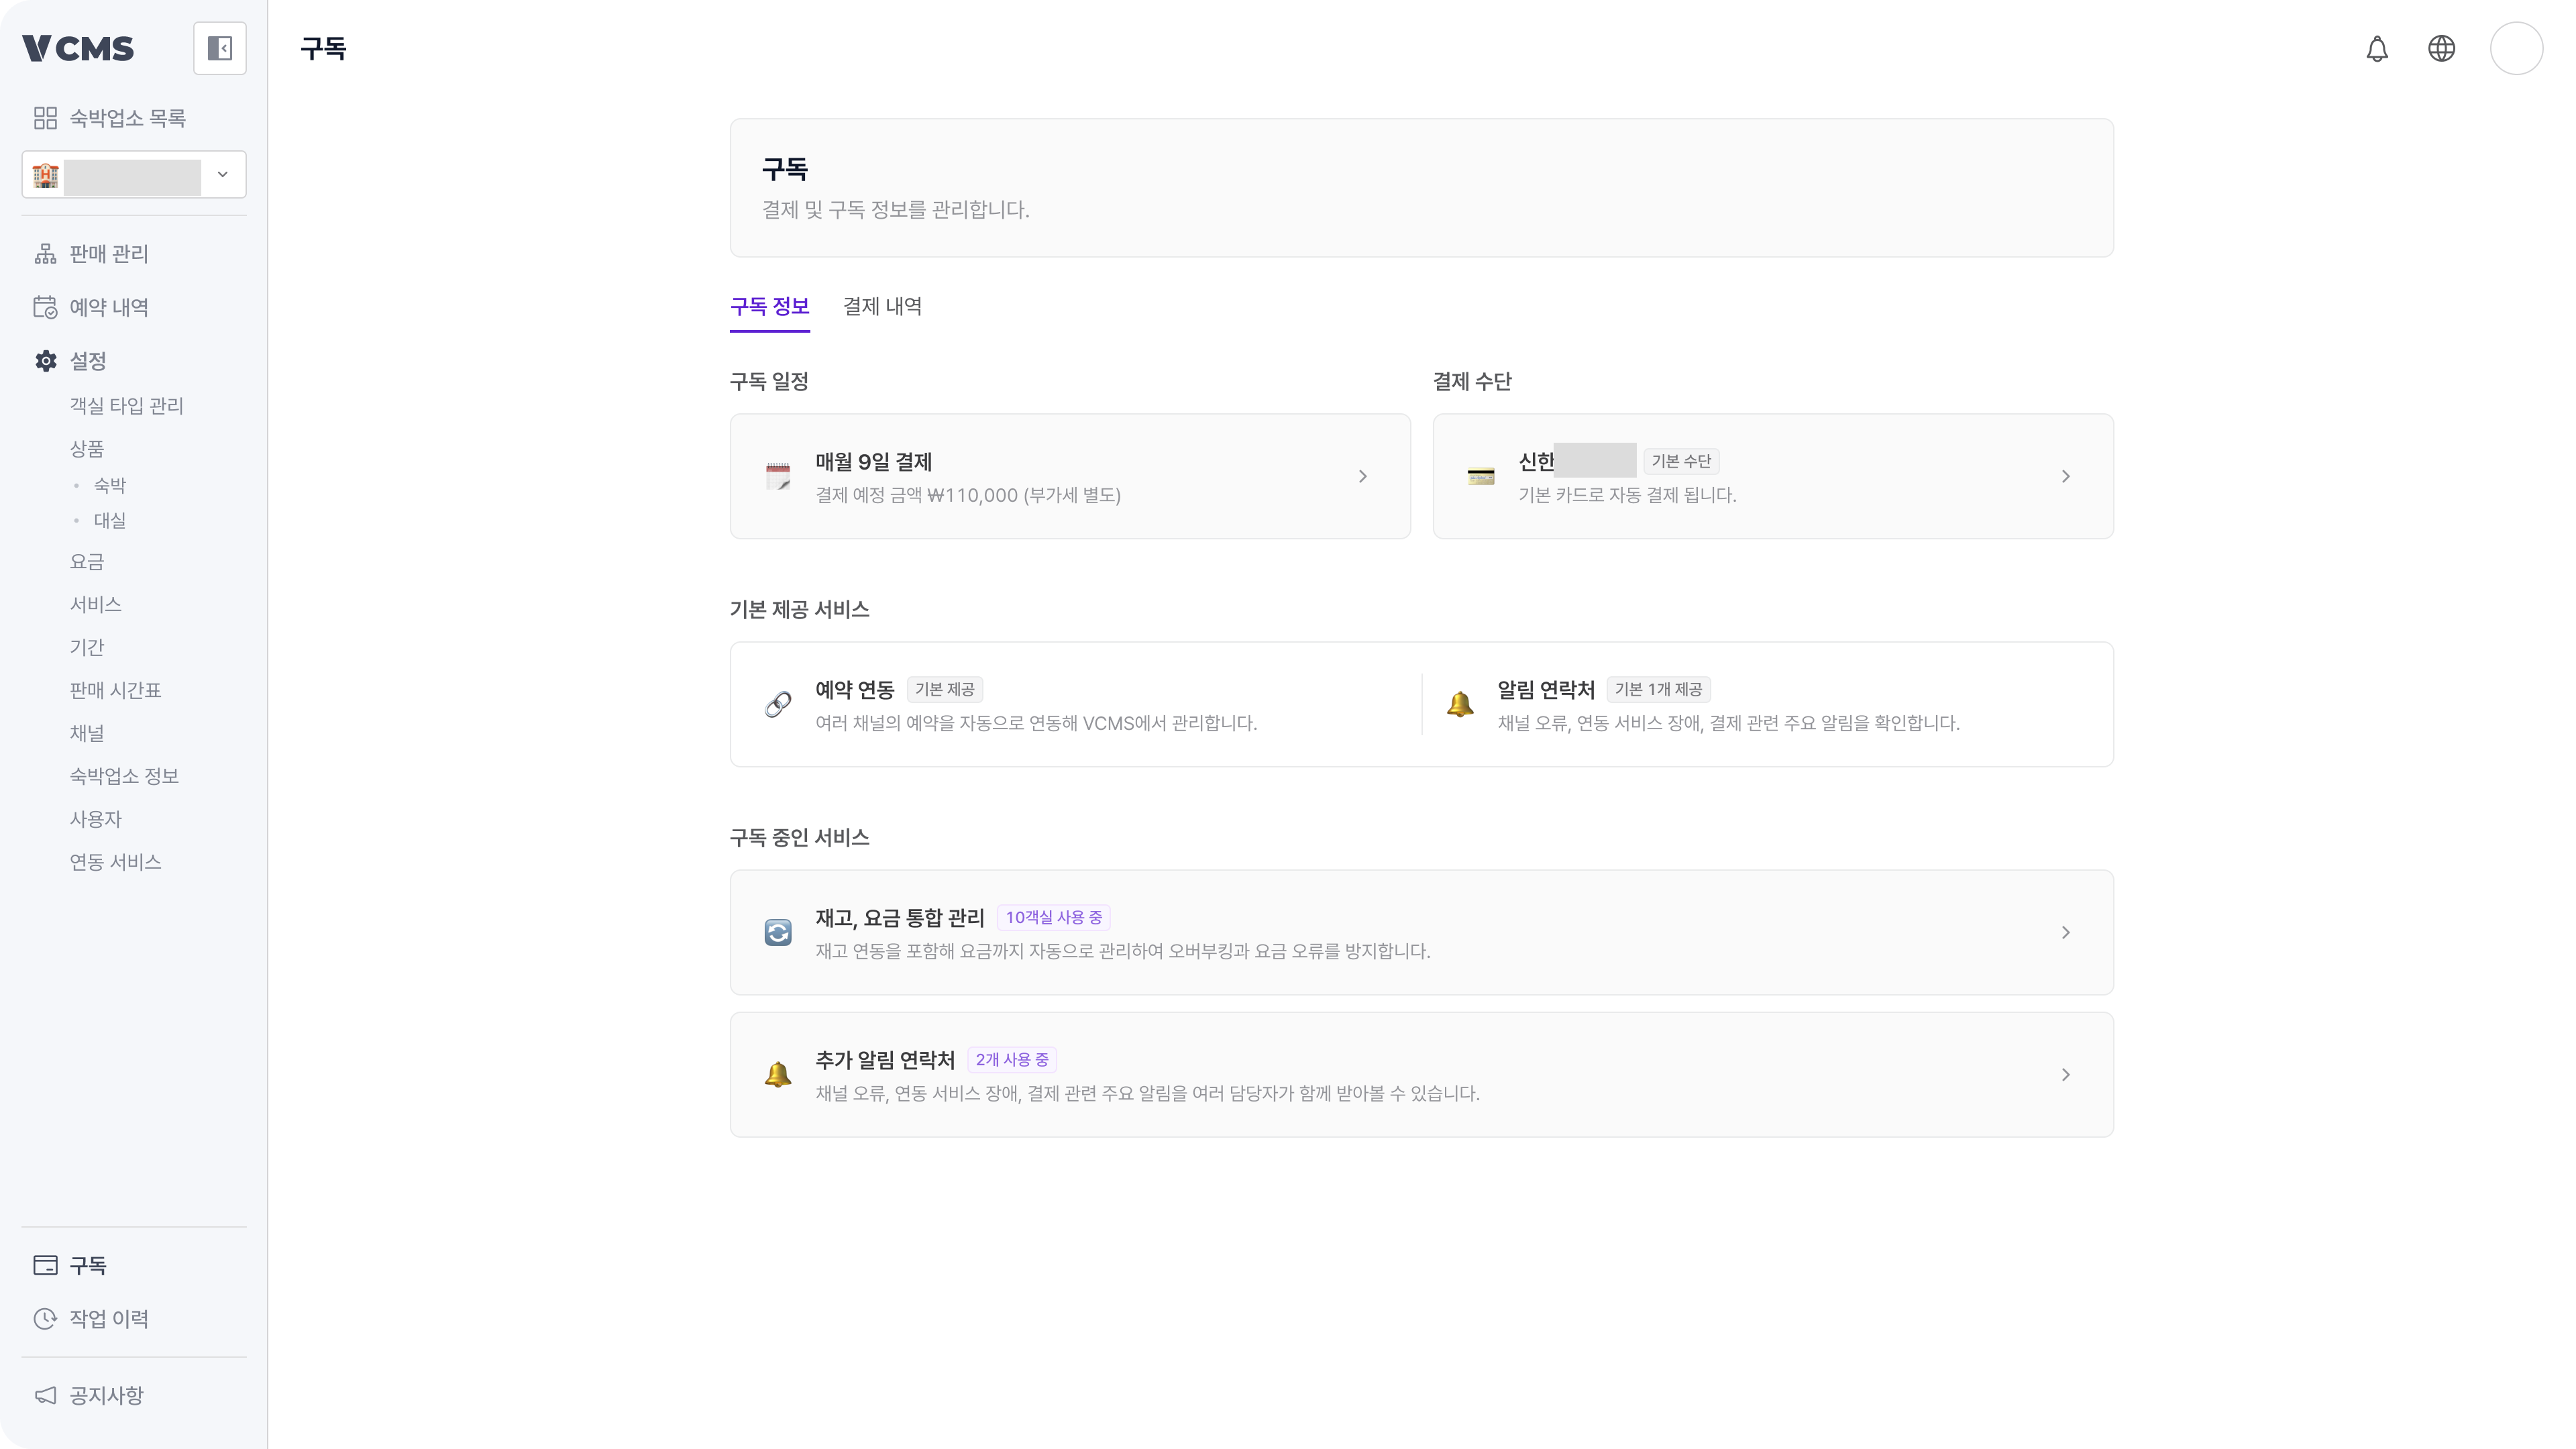 VCMS
구독
숙박업소 목록
판매 관리
예약 내역
설정
객실 타입 관리
상품
• 숙박
• 대실
요금
서비스
기간
판매 시간표
채널
숙박업소 정보
사용자
연동 서비스
구독
작업 이력
공지사항
구독
결제 및 구독 정보를 관리합니다.
구독 정보 결제 내역
구독 일정
매월 9일 결제
결제 예정 금액 ₩110,000 (부가세 별도)
결제 수단
신한 기본 수단
기본 카드로 자동 결제 됩니다.
기본 제공 서비스
예약 연동 기본 제공
여러 채널의 예약을 자동으로 연동해 VCMS에서 관리합니다.
알림 연락처 기본 1개 제공
채널 오류, 연동 서비스 장애, 결제 관련 주요 알림을 확인합니다.
구독 중인 서비스
재고, 요금 통합 관리 10객실 사용 중
재고 연동을 포함해 요금까지 자동으로 관리하여 오버부킹과 요금 오류를 방지합니다.
추가 알림 연락처 2개 사용 중
채널 오류, 연동 서비스 장애, 결제 관련 주요 알림을 여러 담당자가 함께 받아볼 수 있습니다.